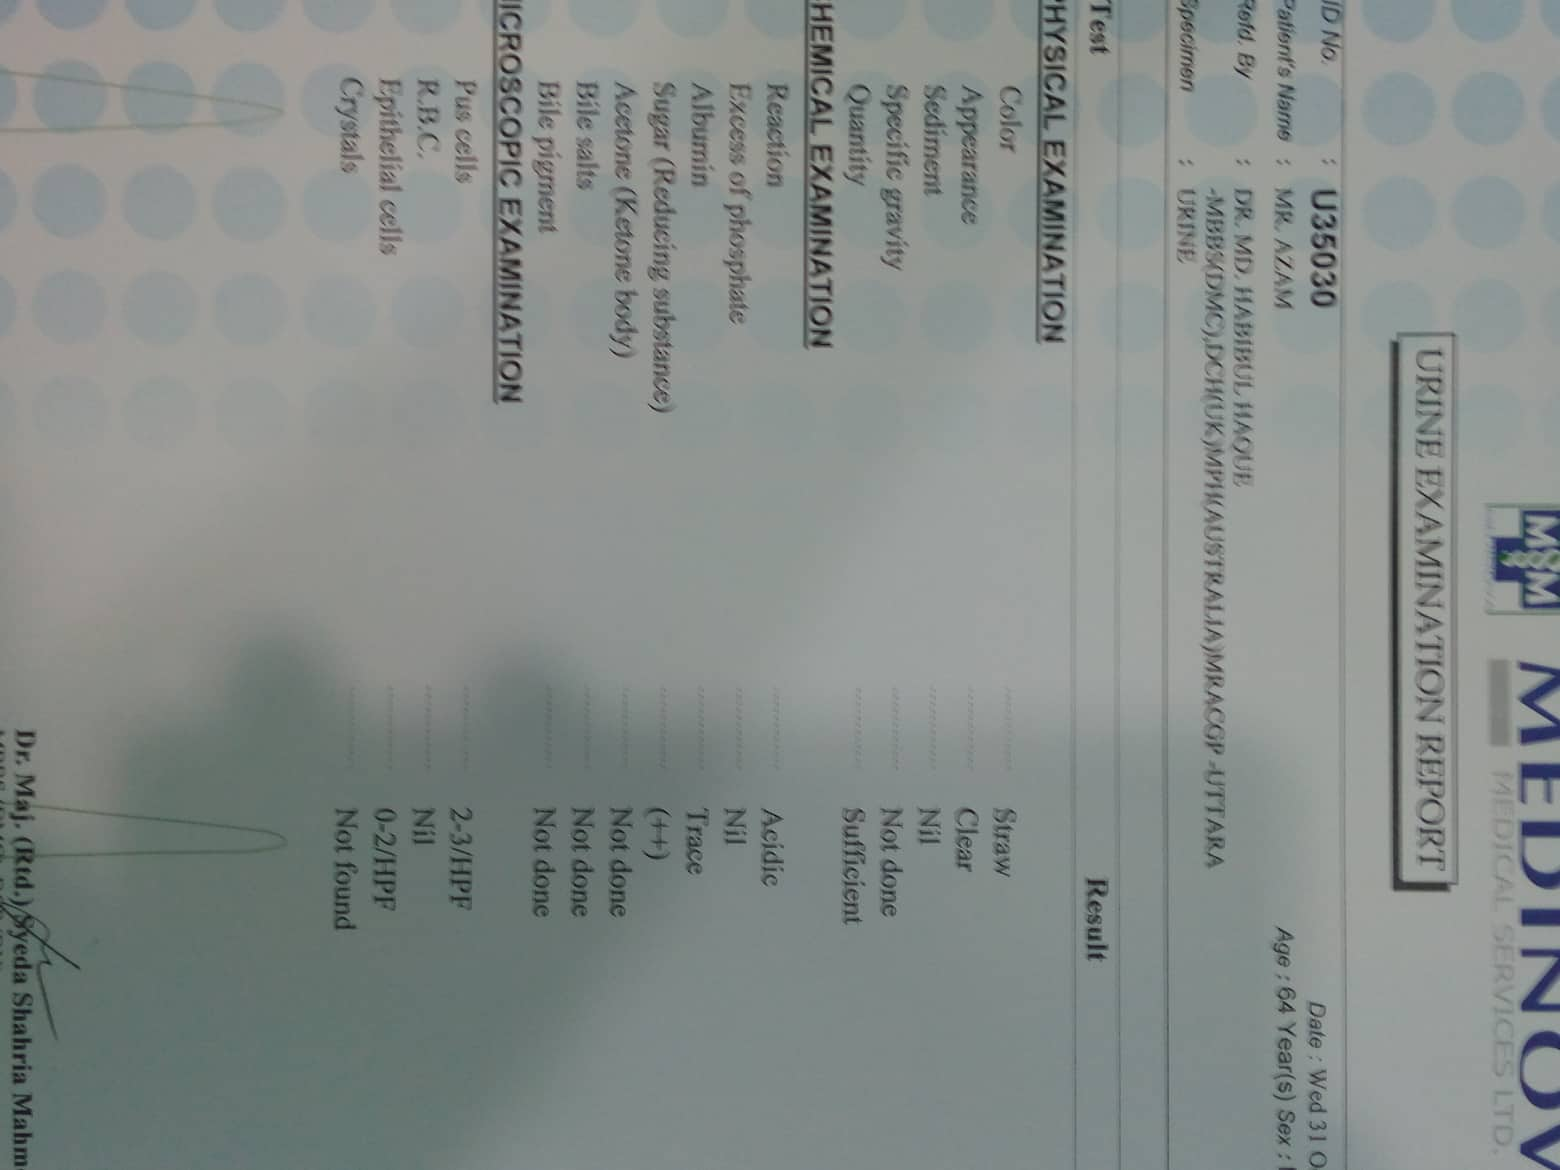 MEDINOV
MEDICAL SERVICES LTD.
URINE EXAMINATION REPORT
ID No. : U35030 Date : Wed 31 O
Patient's Name : MR. AZAM Age : 64 Year(s) Sex :
Refd. By : DR. MD. HABIBUL HAQUE
-MBBS(DMC),DCH(UK)MPH(AUSTRALIA)MRACGP -UTTARA
Specimen : URINE
Test Result
PHYSICAL EXAMINATION
Color .......... Straw
Appearance .......... Clear
Sediment .......... Nil
Specific gravity .......... Not done
Quantity .......... Sufficient
CHEMICAL EXAMINATION
Reaction .......... Acidic
Excess of phosphate .......... Nil
Albumin .......... Trace
Sugar (Reducing substance) .......... (++)
Acetone (Ketone body) .......... Not done
Bile salts .......... Not done
Bile pigment .......... Not done
MICROSCOPIC EXAMINATION
Pus cells .......... 2-3/HPF
R.B.C. .......... Nil
Epithelial cells .......... 0-2/HPF
Crystals .......... Not found
Dr. Maj. (Rtd.) Syeda Shahria Mahm